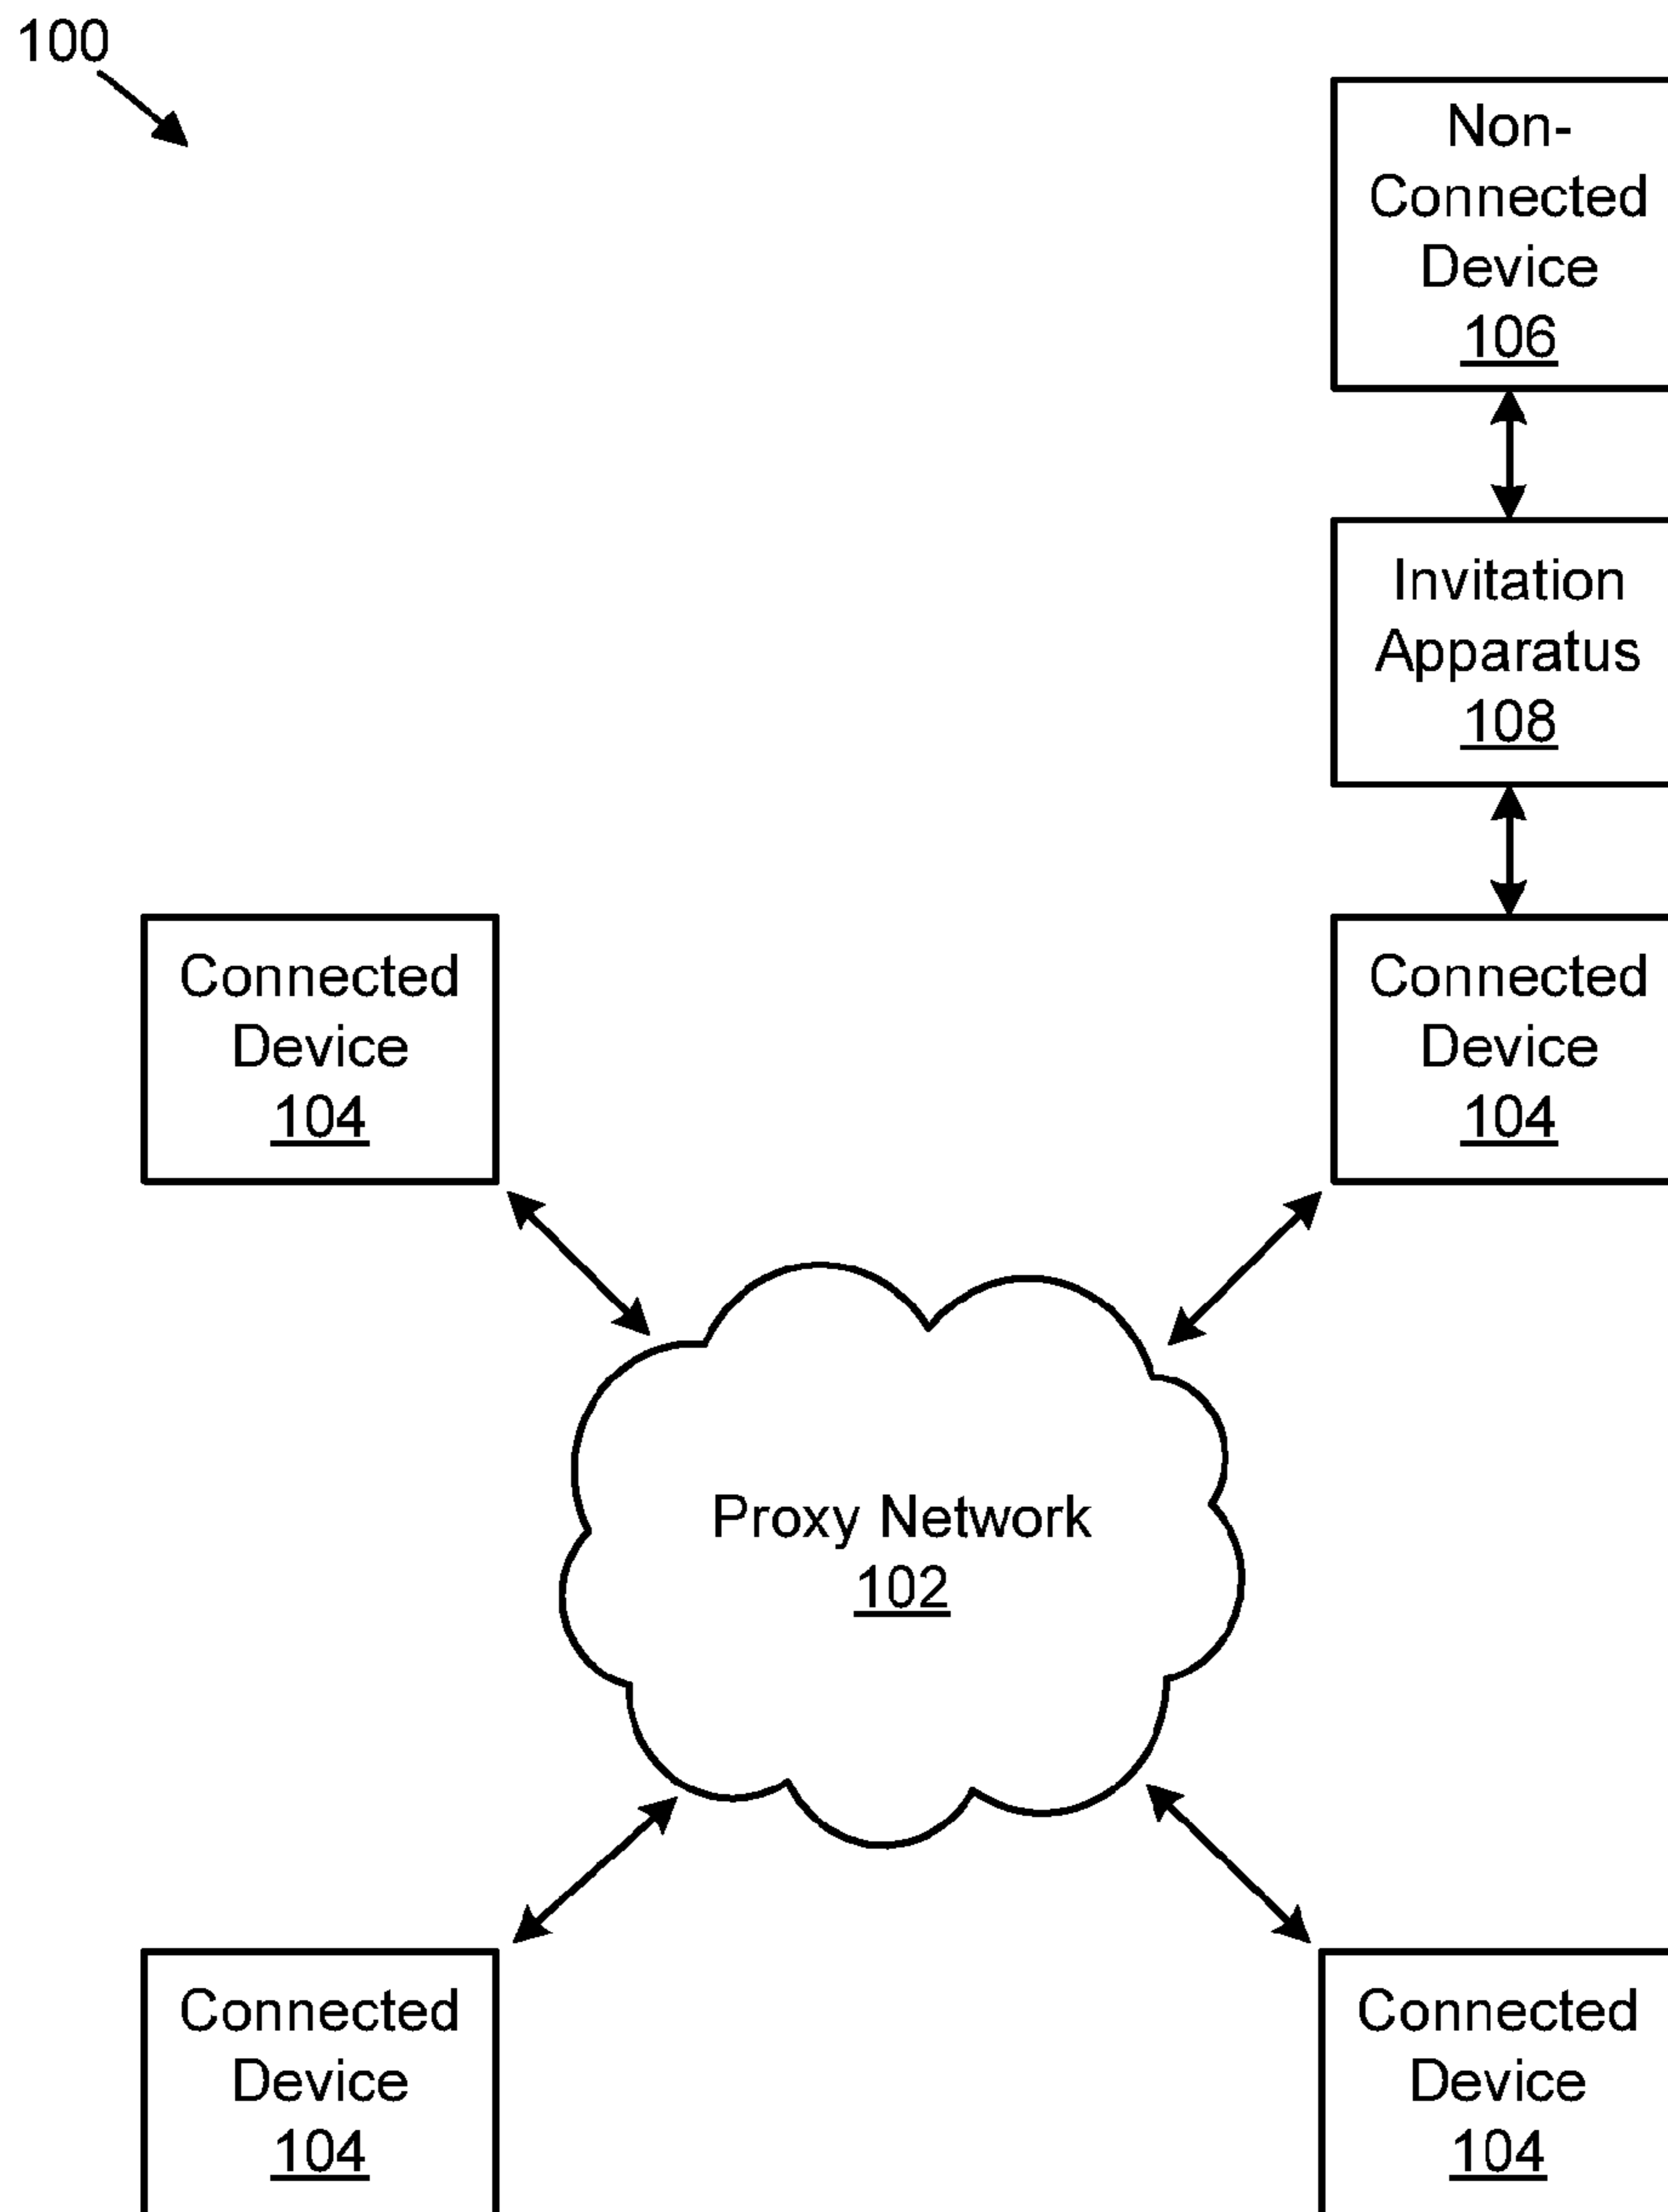 100
Non-
Connected
Device
106
Invitation
Apparatus
108
Connected
Device
104
Connected
Device
104
Proxy Network
102
Connected
Device
104
Connected
Device
104